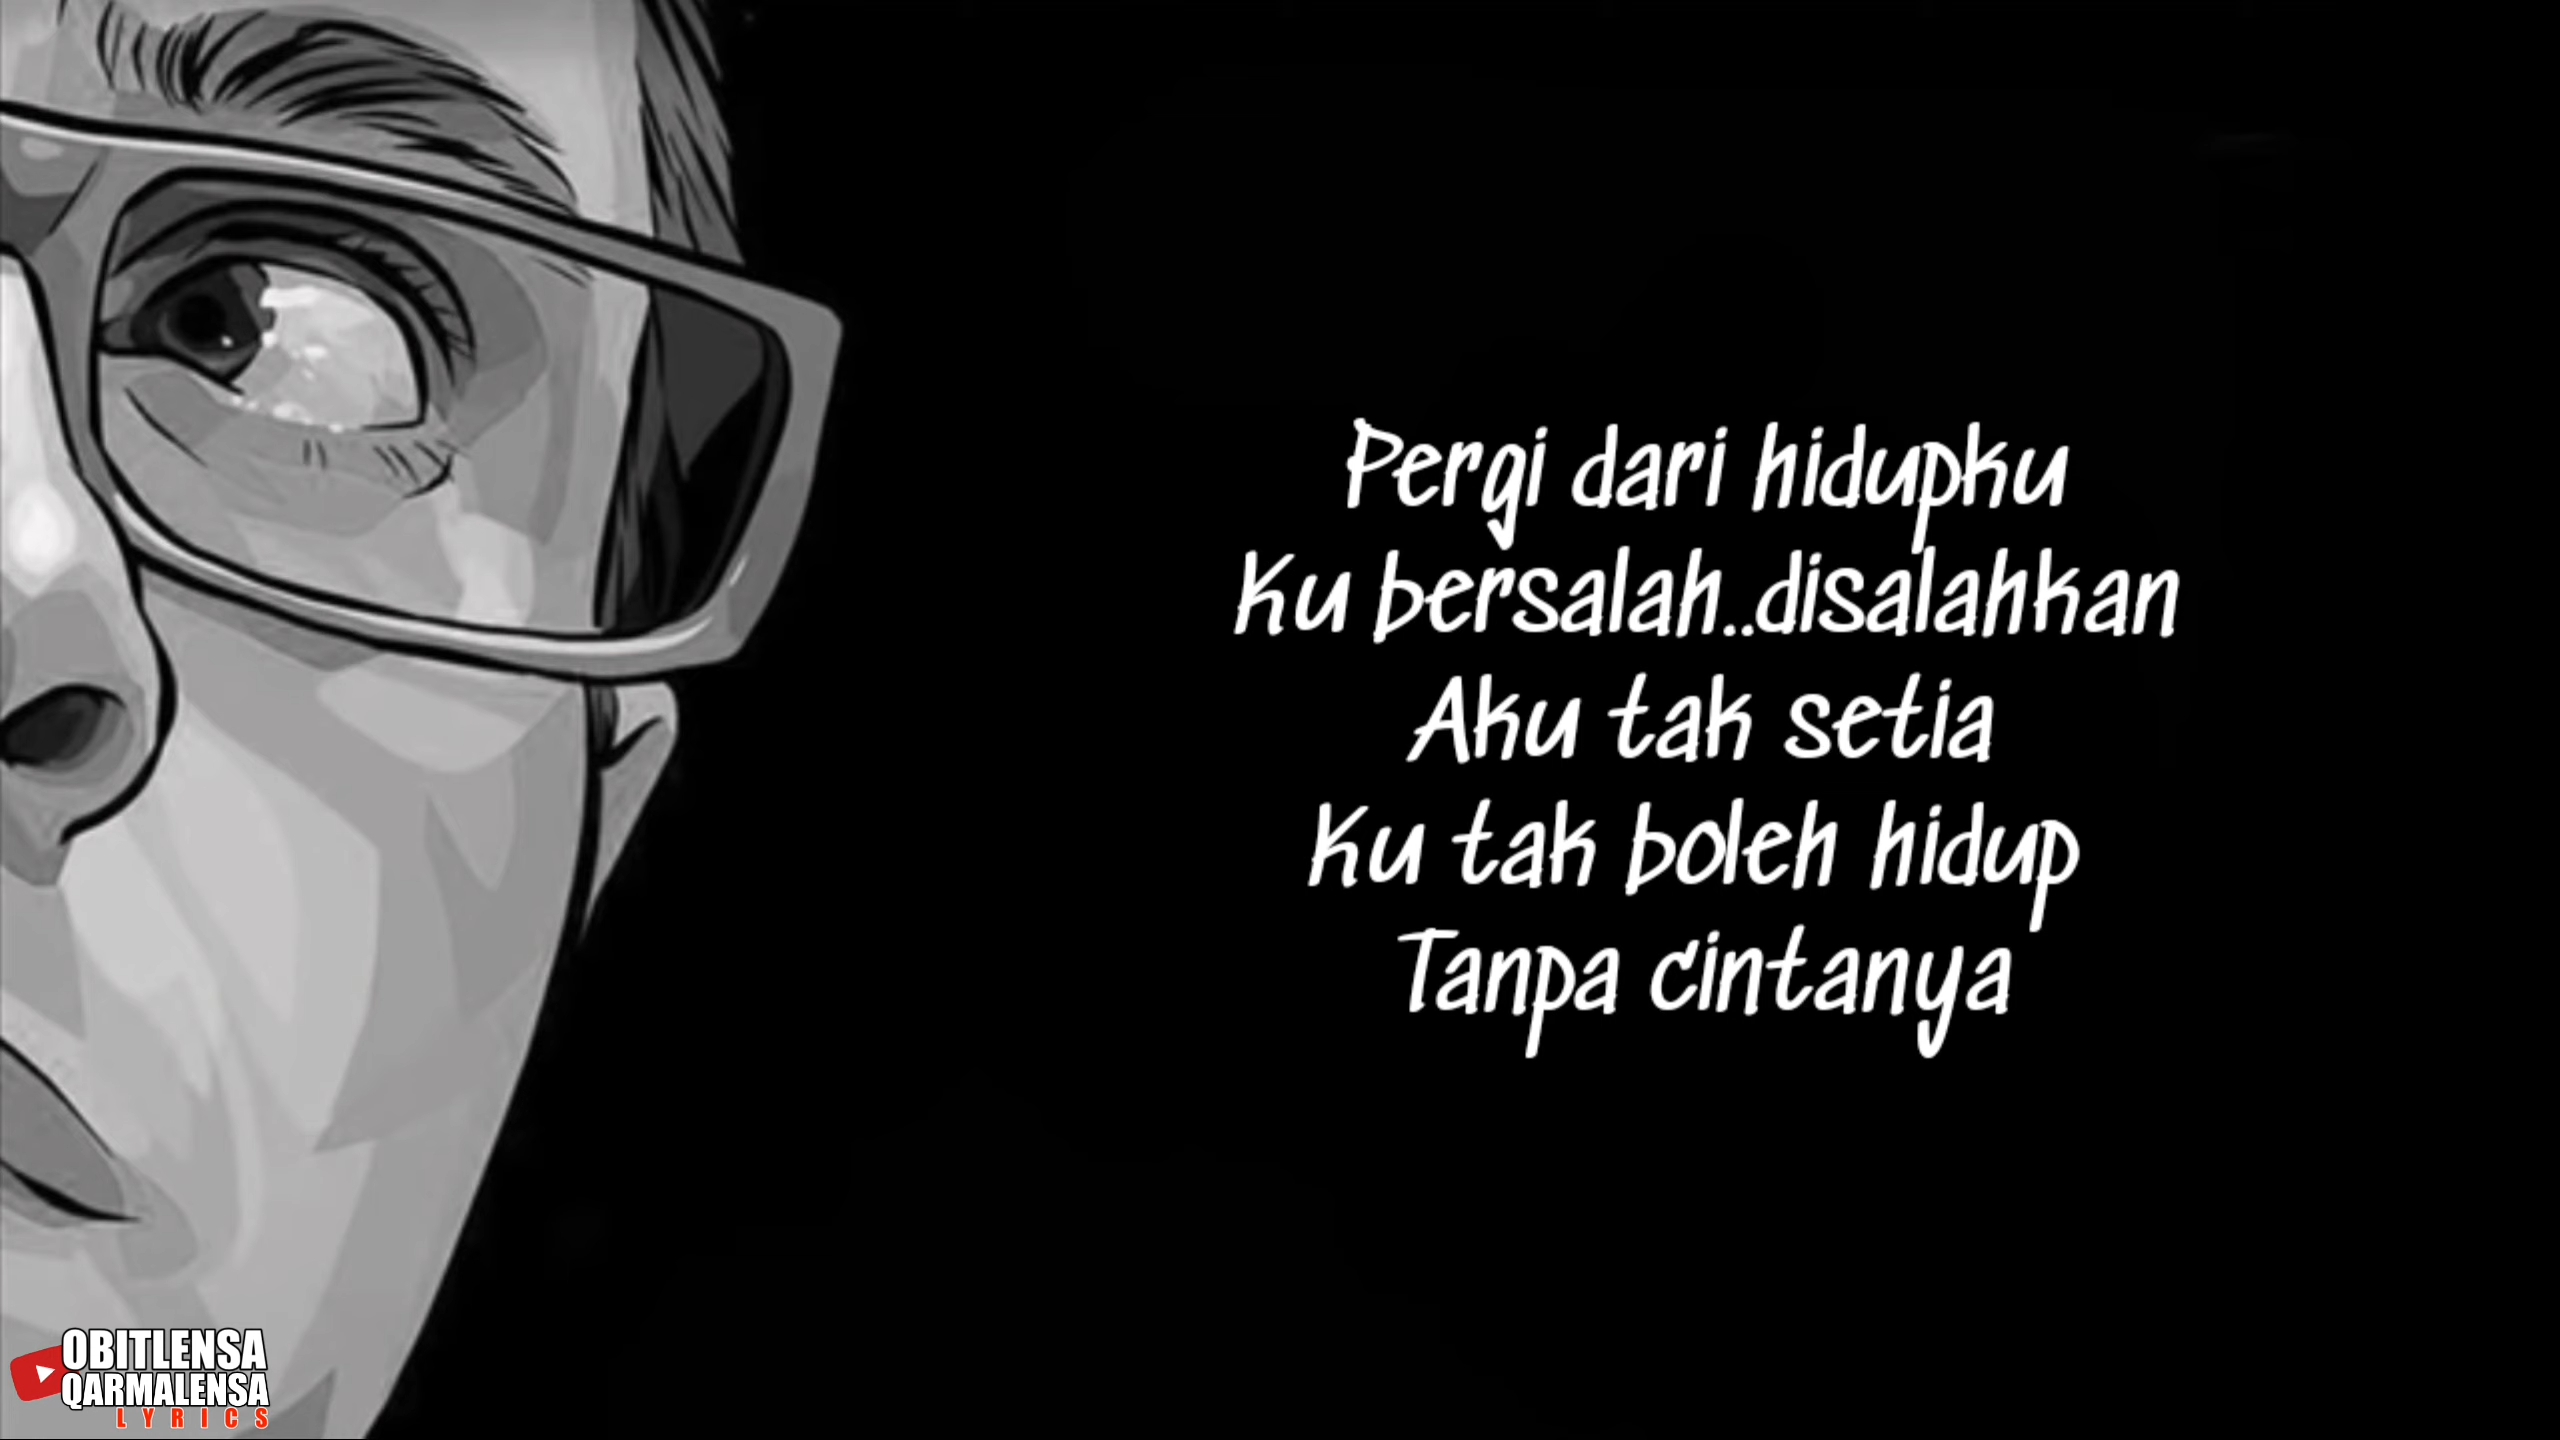 Pergi dari hidupku
Ku bersalah..disalahkan
Aku tak setia
Ku tak boleh hidup
Tanpa cintanya
OBITLENSA
QARMALENSA
LYRICS